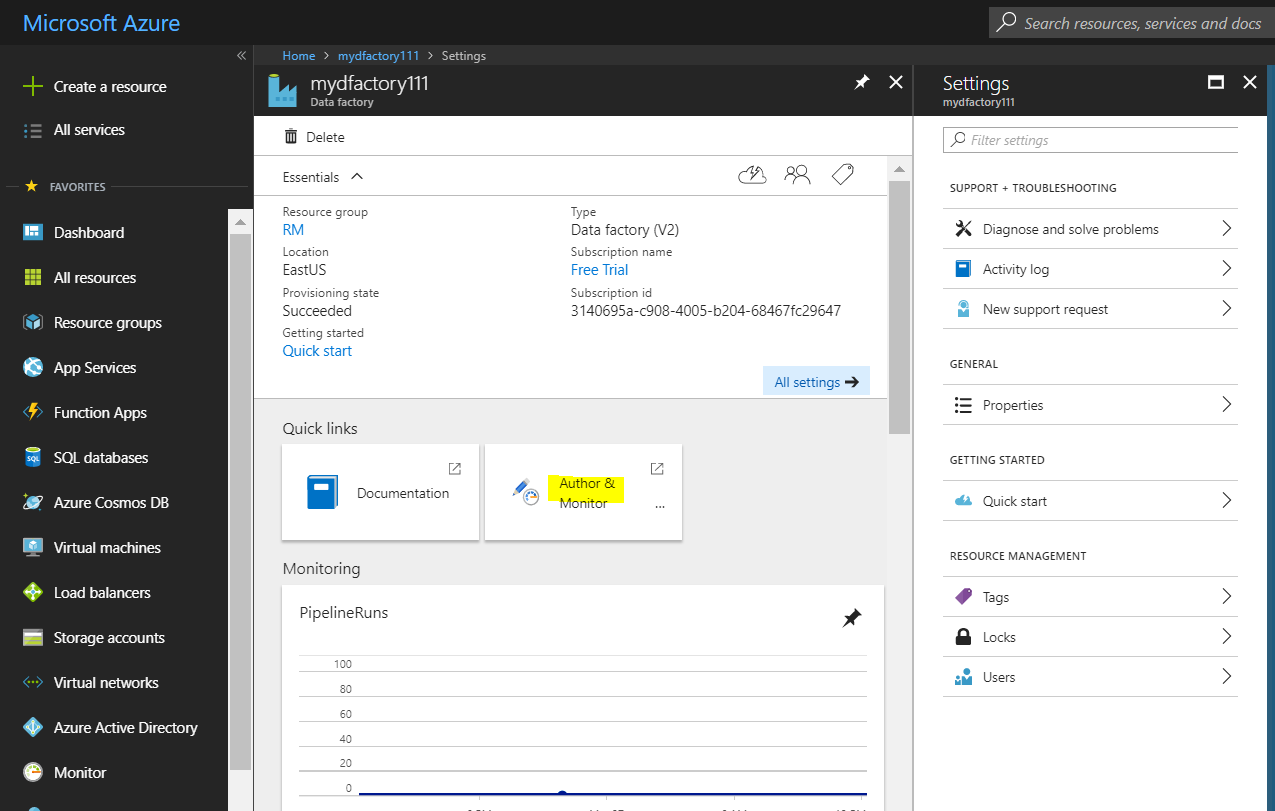 Microsoft Azure
Search resources, services and docs
Home > mydfactory111 > Settings
Create a resource
All services
FAVORITES
Dashboard
All resources
Resource groups
App Services
Function Apps
SQL databases
Azure Cosmos DB
Virtual machines
Load balancers
Storage accounts
Virtual networks
Azure Active Directory
Monitor
mydfactory111
Data factory
Delete
Essentials
Resource group
RM
Location
EastUS
Provisioning state
Succeeded
Getting started
Quick start
Type
Data factory (V2)
Subscription name
Free Trial
Subscription id
3140695a-c908-4005-b204-68467fc29647
All settings
Quick links
Documentation
Author &
Monitor
...
Monitoring
PipelineRuns
100
80
60
40
20
0
Settings
mydfactory111
Filter settings
SUPPORT + TROUBLESHOOTING
Diagnose and solve problems
Activity log
New support request
GENERAL
Properties
GETTING STARTED
Quick start
RESOURCE MANAGEMENT
Tags
Locks
Users